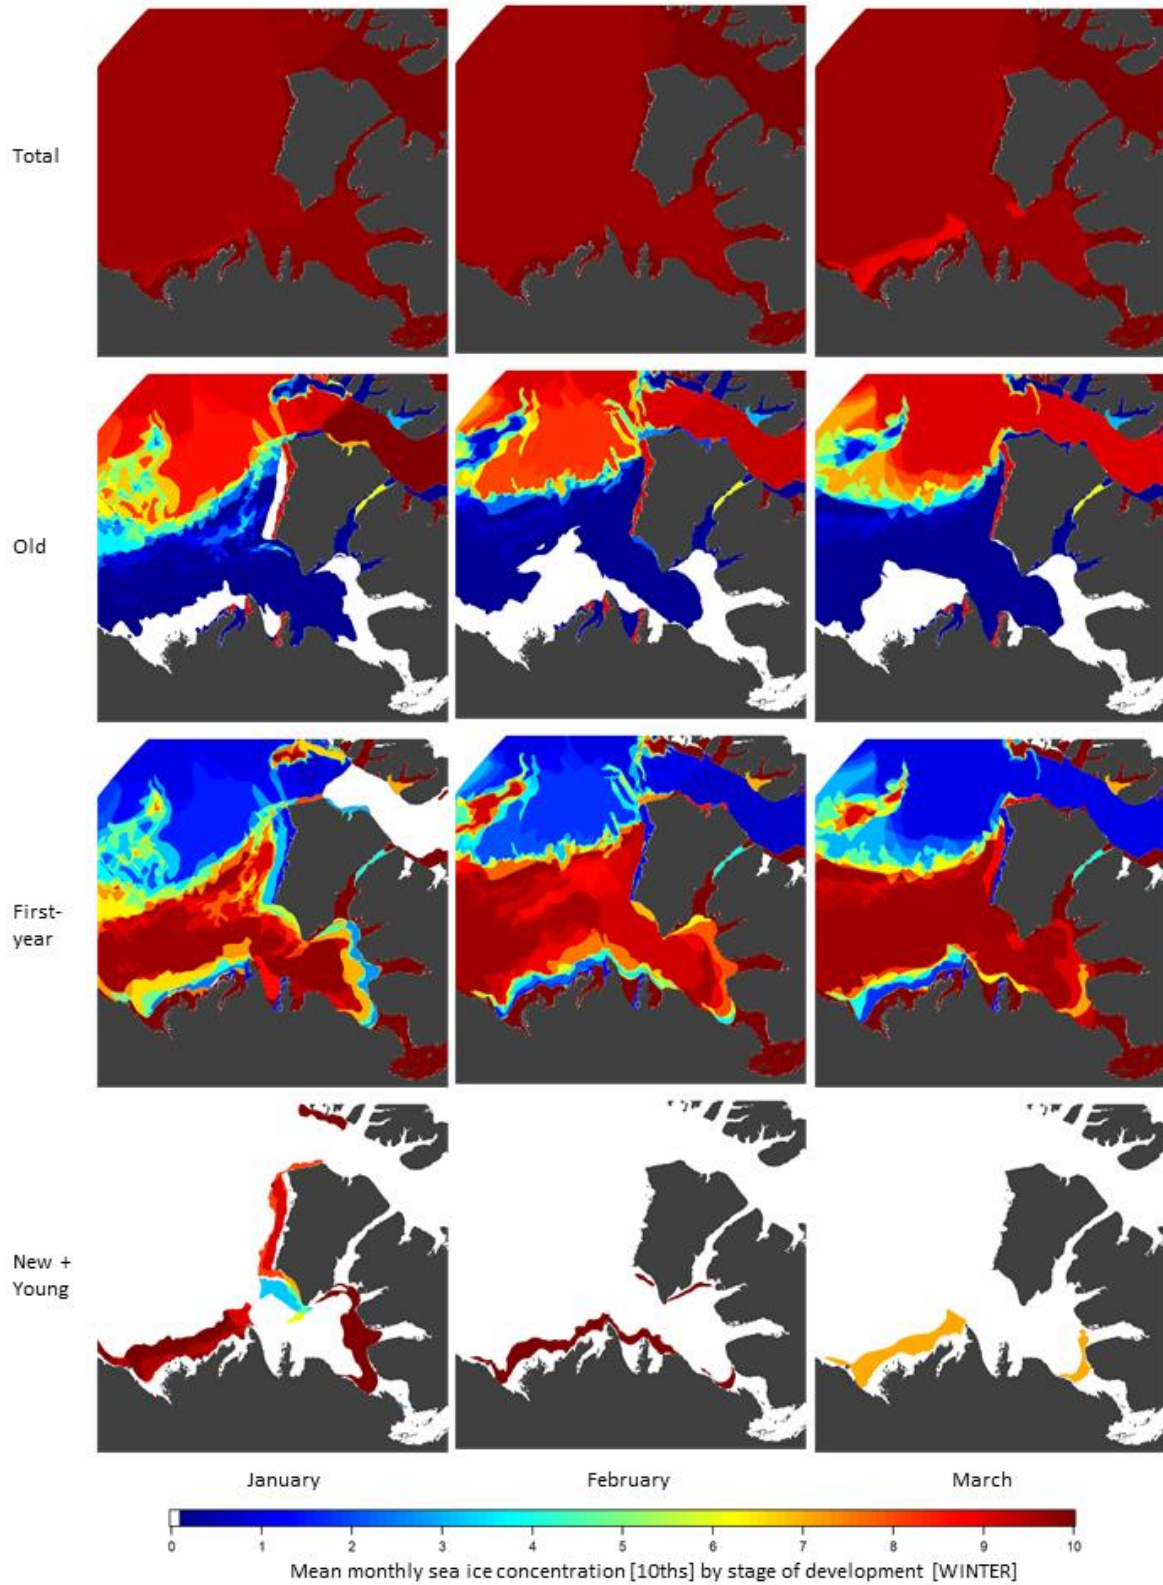 Total
Old
First-
year
New +
Young
January
February
March
0 1 2 3 4 5 6 7 8 9 10
Mean monthly sea ice concentration [10ths] by stage of development [WINTER]